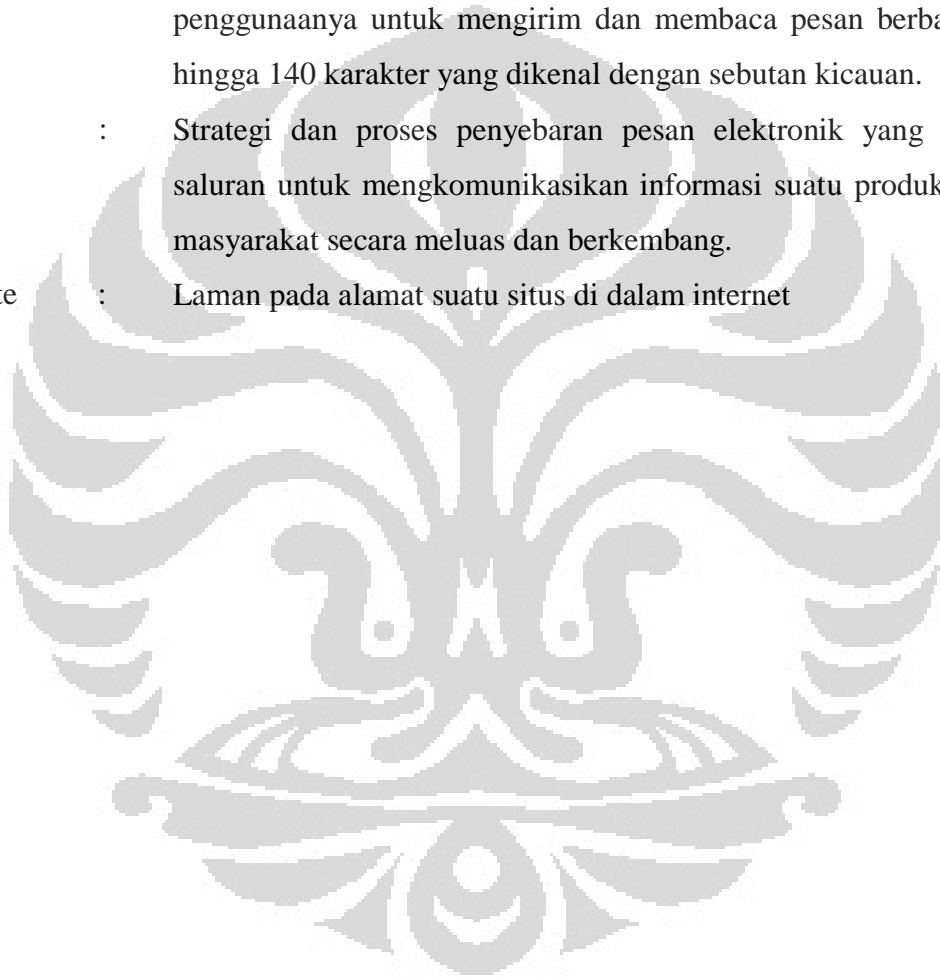 penggunaanya untuk mengirim dan membaca pesan berba
hingga 140 karakter yang dikenal dengan sebutan kicauan.
: Strategi dan proses penyebaran pesan elektronik yang
saluran untuk mengkomunikasikan informasi suatu produk
masyarakat secara meluas dan berkembang.
te : Laman pada alamat suatu situs di dalam internet